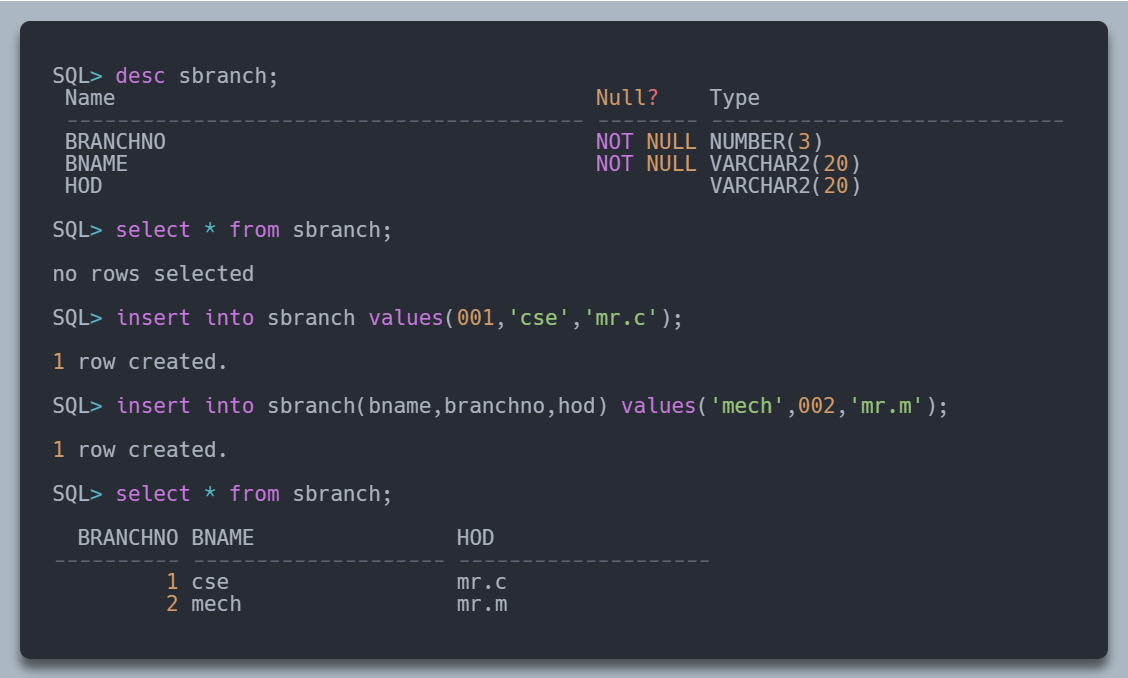 SQL> desc sbranch;
 Name                                      Null?    Type
 ----------------------------------------- -------- ----------------------------
 BRANCHNO                                  NOT NULL NUMBER(3)
 BNAME                                     NOT NULL VARCHAR2(20)
 HOD                                                VARCHAR2(20)
SQL> select * from sbranch;
no rows selected
SQL> insert into sbranch values(001,'cse','mr.c');
1 row created.
SQL> insert into sbranch(bname,branchno,hod) values('mech',002,'mr.m');
1 row created.
SQL> select * from sbranch;
  BRANCHNO BNAME                HOD
---------- -------------------- --------------------
         1 cse                  mr.c
         2 mech                 mr.m